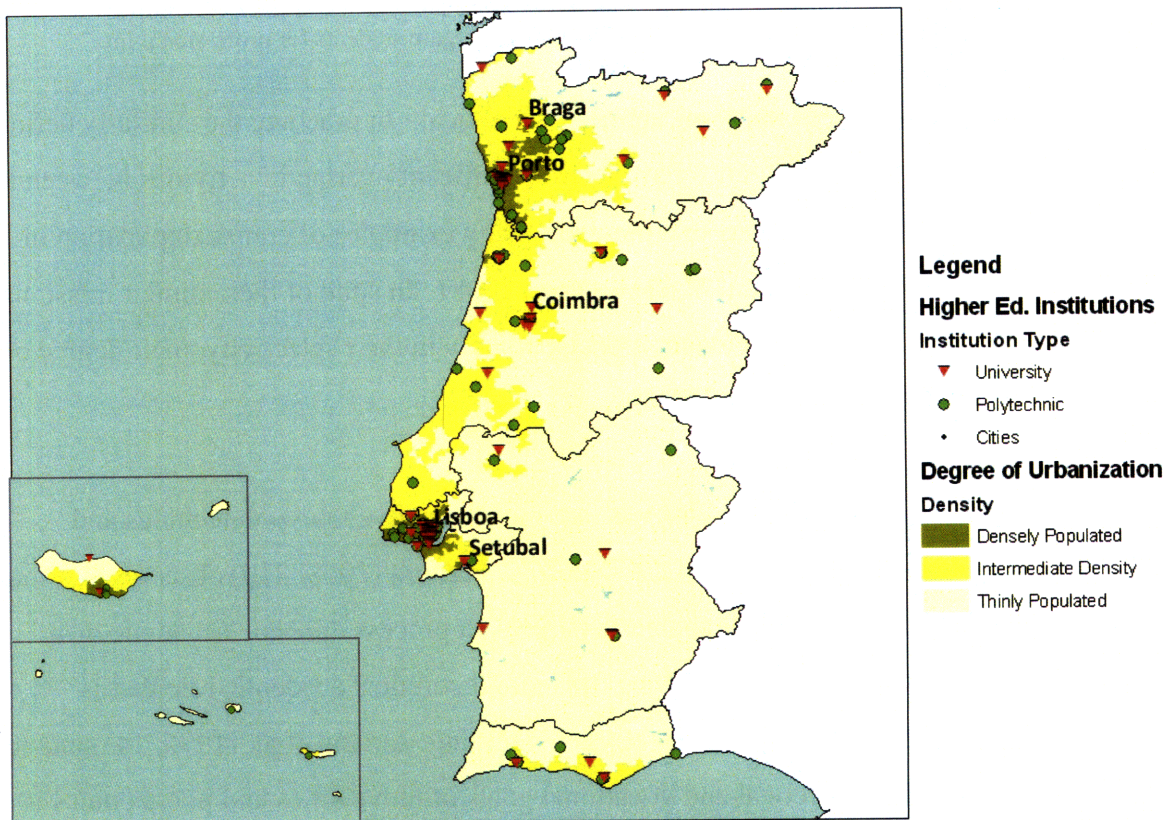 Braga
Porto
Coimbra
Lisboa
Setubal
Legend
Higher Ed. Institutions
Institution Type
University
Polytechnic
Cities
Degree of Urbanization
Density
Densely Populated
Intermediate Density
Thinly Populated